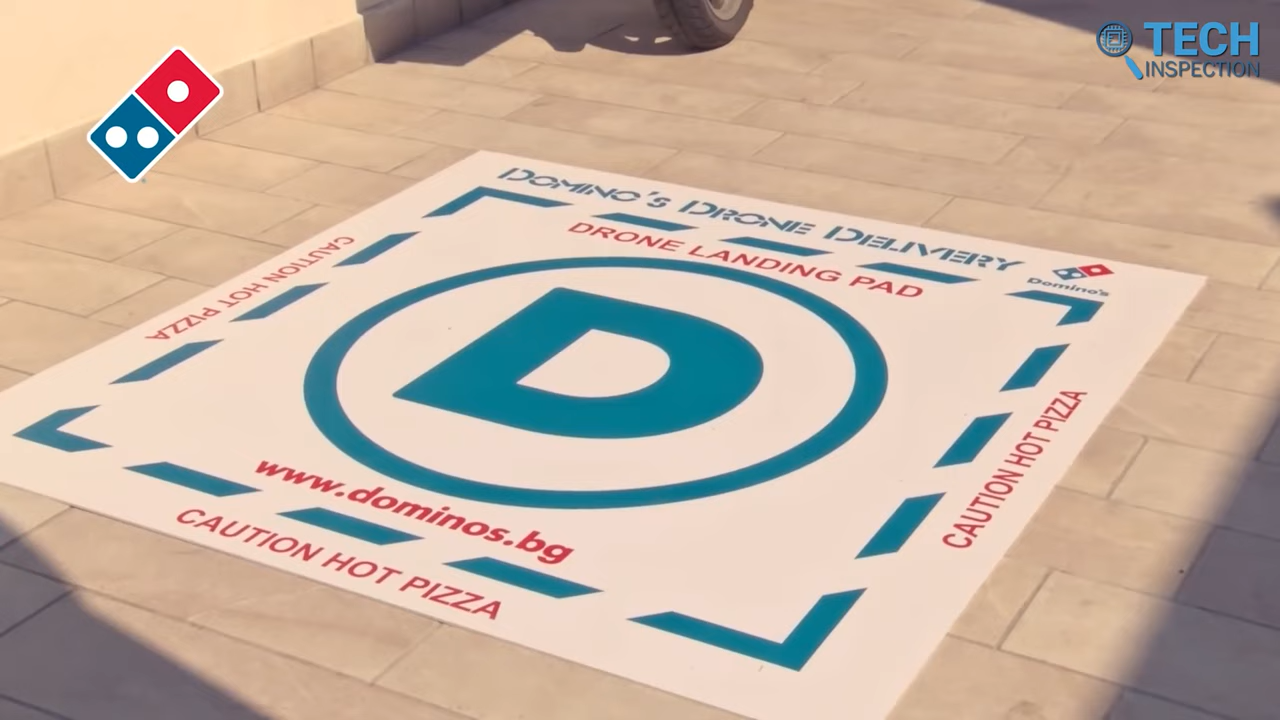 TECH
INSPECTION
DOMINO'S DRONE DELIVERY
DRONE LANDING PAD
Domino's
CAUTION HOT PIZZA
D
CAUTION HOT PIZZA
www.dominos.bg
CAUTION HOT PIZZA